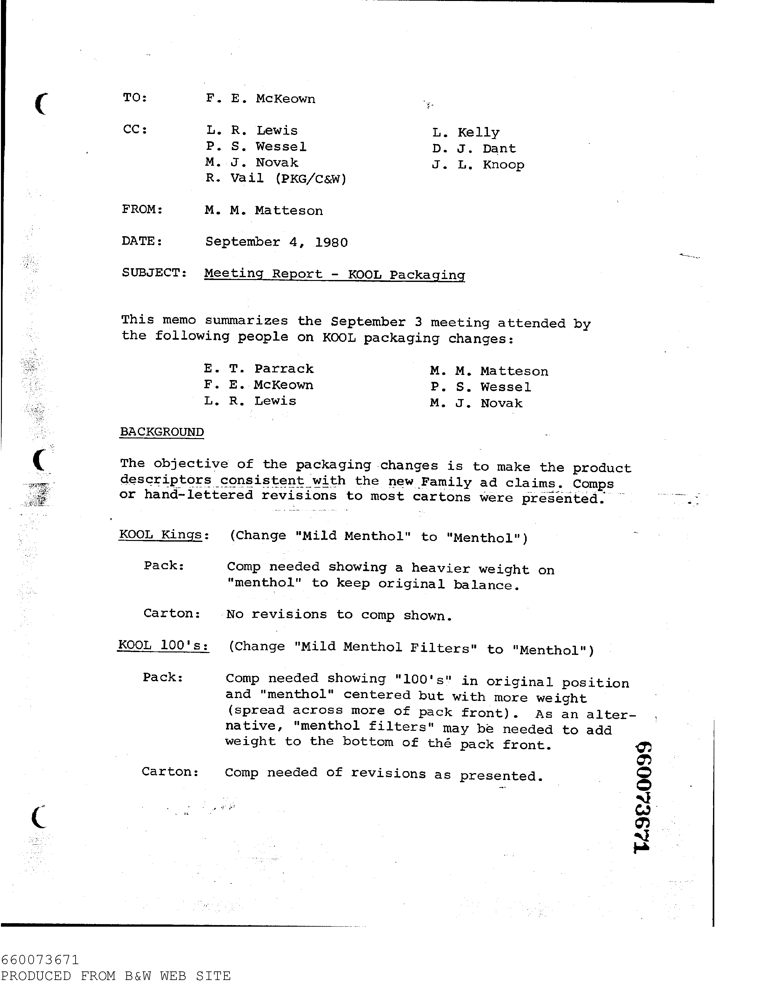 TO: F. E. McKeown
CC: L. R. Lewis L. Kelly
P. S. Wessel D. J. Dant
M. J. Novak J. L. Knoop
R. Vail (PKG/C&W)
FROM: M. M. Matteson
DATE: September 4, 1980
SUBJECT: Meeting Report - KOOL Packaging
This memo summarizes the September 3 meeting attended by
the following people on KOOL packaging changes:
E. T. Parrack M. M. Matteson
F. E. McKeown P. S. Wessel
L. R. Lewis M. J. Novak
BACKGROUND
The objective of the packaging changes is to make the product
descriptors consistent with the new Family ad claims. Comps
or hand-lettered revisions to most cartons were presented.
KOOL Kings: (Change "Mild Menthol" to "Menthol")
Pack: Comp needed showing a heavier weight on
"menthol" to keep original balance.
Carton: No revisions to comp shown.
KOOL 100's: (Change "Mild Menthol Filters" to "Menthol")
Pack: Comp needed showing "100's" in original position
and "menthol" centered but with more weight
(spread across more of pack front). As an alter-
native, "menthol filters" may be needed to add
weight to the bottom of the pack front.
Carton: Comp needed of revisions as presented.
660073671
660073671
PRODUCED FROM B&W WEB SITE